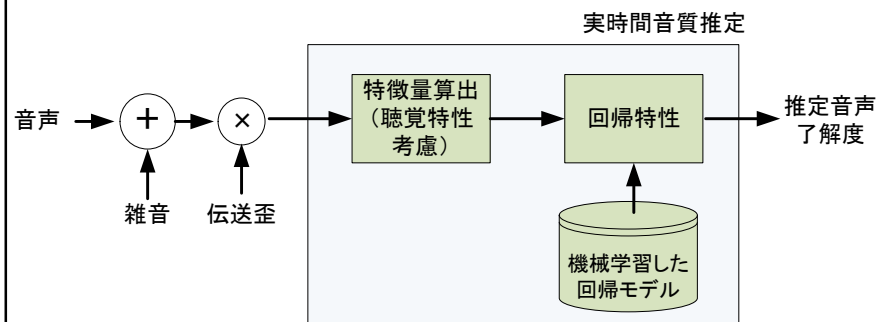 実時間音質推定
音声
+
×
雑音
伝送歪
特徴量算出
(聴覚特性
考慮)
回帰特性
推定音声
了解度
機械学習した
回帰モデル